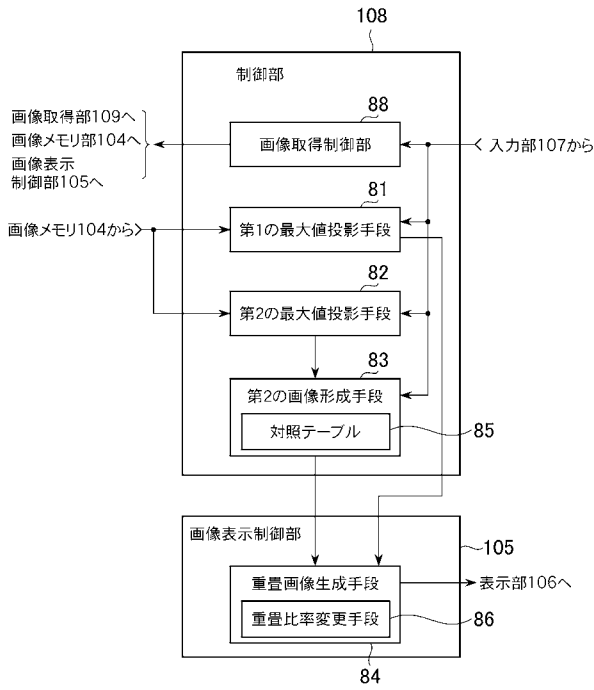 108
制御部
88
画像取得部109へ
画像メモリ部104へ
画像表示
制御部105へ
画像取得制御部
入力部107から
81
画像メモリ104から
第1の最大値投影手段
82
第2の最大値投影手段
83
第2の画像形成手段
対照テーブル
85
画像表示制御部
105
重畳画像生成手段
表示部106へ
重畳比率変更手段
86
84